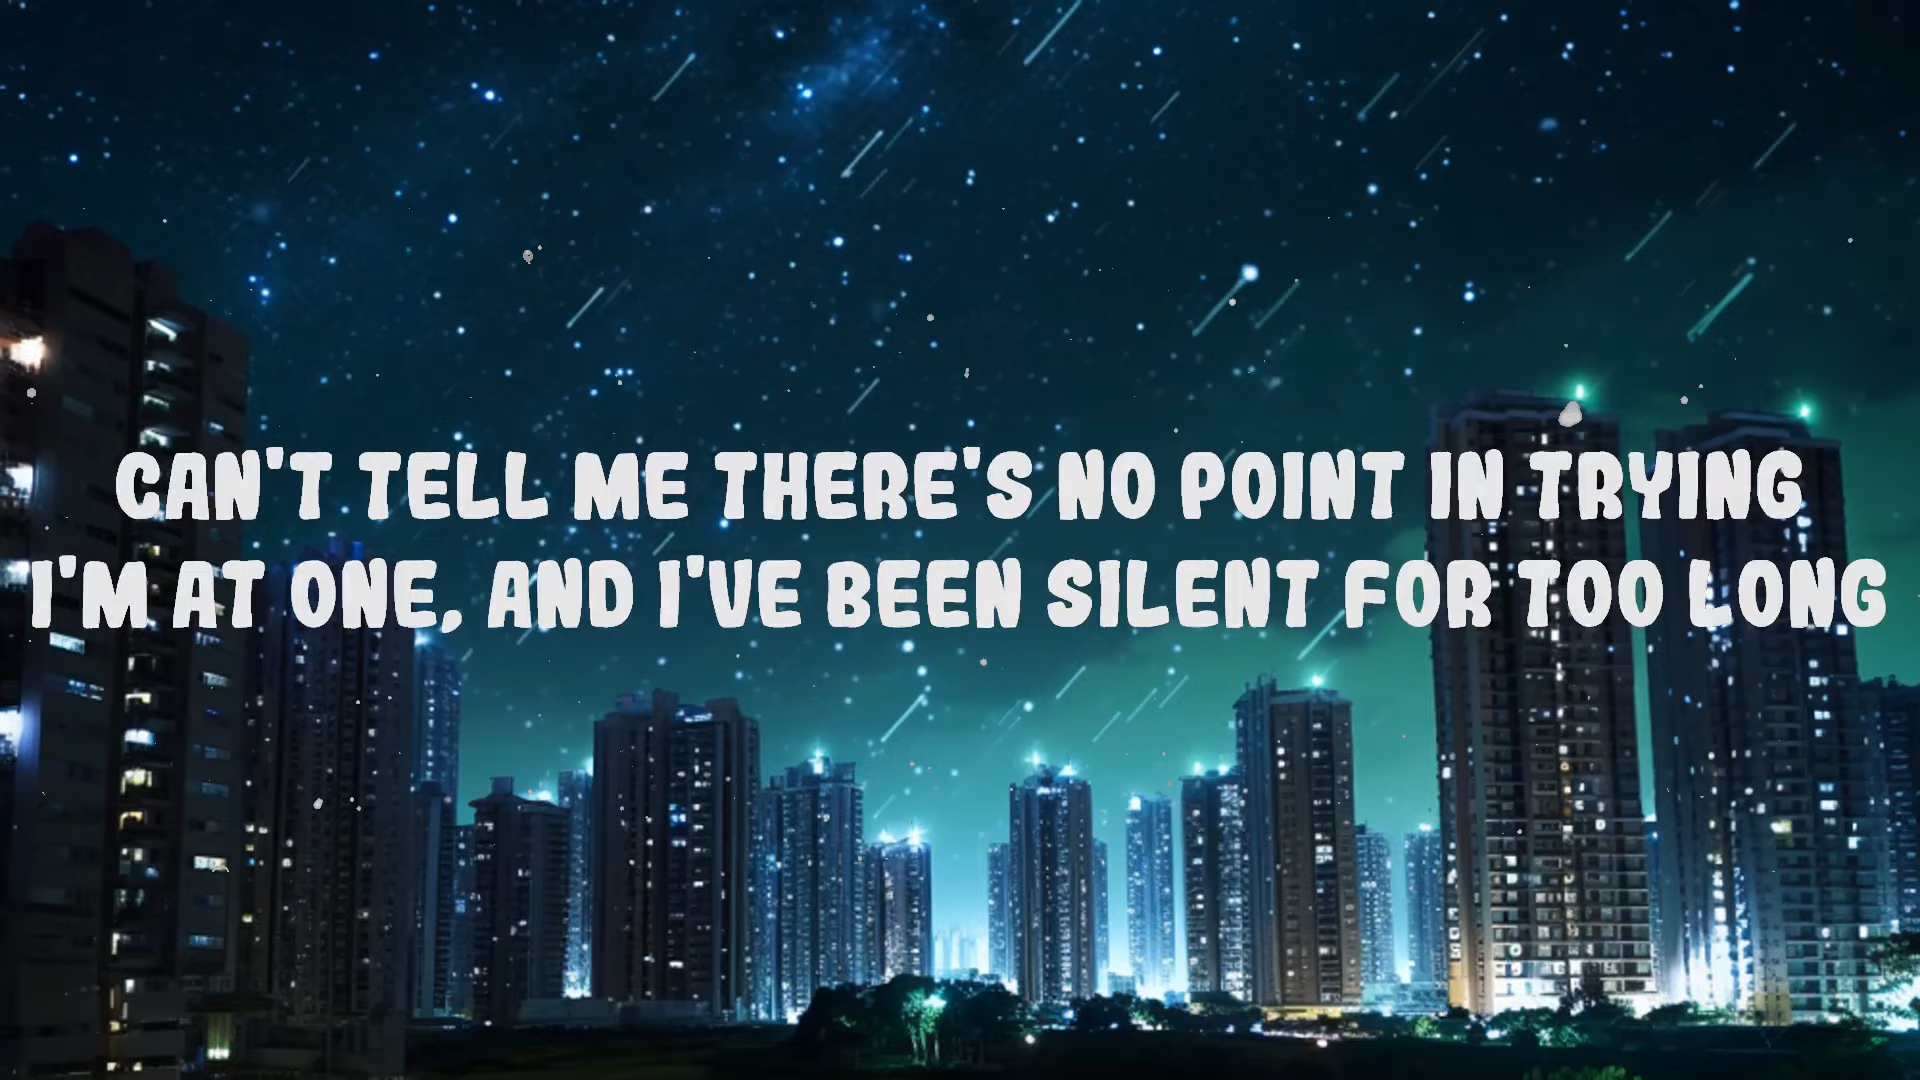 CAN'T TELL ME THERE'S NO POINT IN TRYING
I'M AT ONE, AND I'VE BEEN SILENT FOR TOO LONG